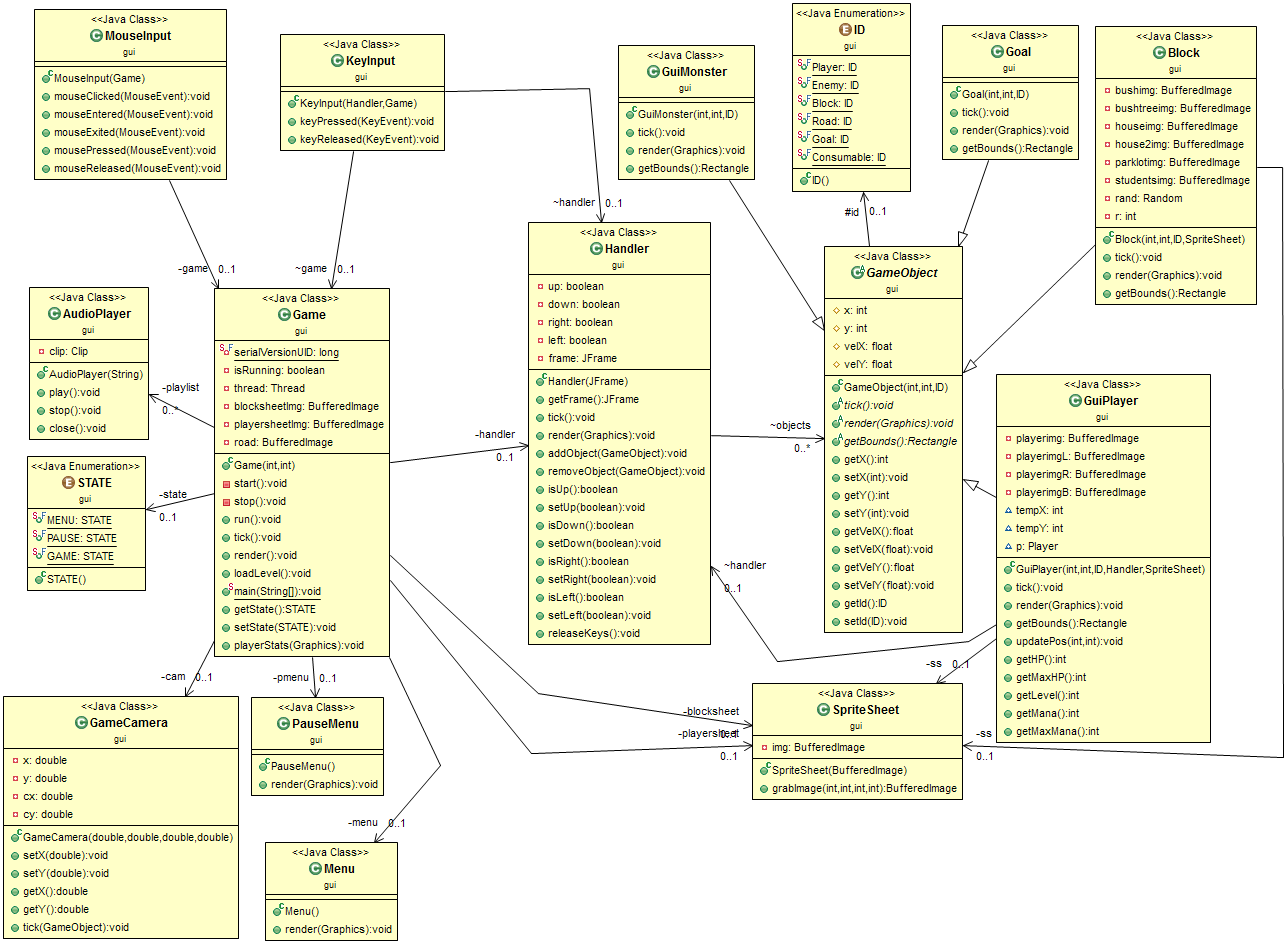 <<Java Class>>
MouseInput
gui
MouseInput(Game)
mouseClicked(MouseEvent):void
mouseEntered(MouseEvent):void
mouseExited(MouseEvent):void
mousePressed(MouseEvent):void
mouseReleased(MouseEvent):void
<<Java Class>>
KeyInput
gui
KeyInput(Handler,Game)
keyPressed(KeyEvent):void
keyReleased(KeyEvent):void
<<Java Class>>
GuiMonster
gui
GuiMonster(int,int,ID)
tick():void
render(Graphics):void
getBounds():Rectangle
<<Java Enumeration>>
ID
gui
Player: ID
Enemy: ID
Block: ID
Road: ID
Goal: ID
Consumable: ID
ID()
<<Java Class>>
Goal
gui
Goal(int,int,ID)
tick():void
render(Graphics):void
getBounds():Rectangle
<<Java Class>>
Block
gui
bushimg: BufferedImage
bushtreeimg: BufferedImage
houseimg: BufferedImage
house2img: BufferedImage
parklotimg: BufferedImage
studentsimg: BufferedImage
rand: Random
r: int
Block(int,int,ID,SpriteSheet)
tick():void
render(Graphics):void
getBounds():Rectangle
-game 0..1
~game 0..1
~handler 0..1
#id 0..1
<<Java Class>>
AudioPlayer
gui
clip: Clip
AudioPlayer(String)
play():void
stop():void
close():void
-playlist
0..*
<<Java Enumeration>>
STATE
gui
MENU: STATE
PAUSE: STATE
GAME: STATE
STATE()
-state
0..1
<<Java Class>>
Game
gui
serialVersionUID: long
isRunning: boolean
thread: Thread
blocksheetImg: BufferedImage
playersheetImg: BufferedImage
road: BufferedImage
Game(int,int)
start():void
stop():void
run():void
tick():void
render():void
loadLevel():void
main(String[]):void
getState():STATE
setState(STATE):void
playerStats(Graphics):void
-handler
0..1
<<Java Class>>
Handler
gui
up: boolean
down: boolean
right: boolean
left: boolean
frame: JFrame
Handler(JFrame)
getFrame():JFrame
tick():void
render(Graphics):void
addObject(GameObject):void
removeObject(GameObject):void
isUp():boolean
setUp(boolean):void
isDown():boolean
setDown(boolean):void
isRight():boolean
setRight(boolean):void
isLeft():boolean
setLeft(boolean):void
releaseKeys():void
~objects
0..*
~handler
0..1
<<Java Class>>
GameObject
gui
x: int
y: int
velX: float
velY: float
GameObject(int,int,ID)
tick():void
render(Graphics):void
getBounds():Rectangle
getX():int
setX(int):void
getY():int
setY(int):void
getVelX():float
setVelX(float):void
getVelY():float
setVelY(float):void
getId():ID
setId(ID):void
<<Java Class>>
GuiPlayer
gui
playerimg: BufferedImage
playerimgL: BufferedImage
playerimgR: BufferedImage
playerimgB: BufferedImage
tempX: int
tempY: int
p: Player
GuiPlayer(int,int,ID,Handler,SpriteSheet)
tick():void
render(Graphics):void
getBounds():Rectangle
updatePos(int,int):void
getHP():int
getMaxHP():int
getLevel():int
getMana():int
getMaxMana():int
-ss 0..1
-cam 0..1
-pmenu 0..1
<<Java Class>>
GameCamera
gui
x: double
y: double
cx: double
cy: double
GameCamera(double,double,double,double)
setX(double):void
setY(double):void
getX():double
getY():double
tick(GameObject):void
<<Java Class>>
PauseMenu
gui
PauseMenu()
render(Graphics):void
-menu 0..1
<<Java Class>>
Menu
gui
Menu()
render(Graphics):void
-blocksheet
0..1
-playersheet
0..1
<<Java Class>>
SpriteSheet
gui
img: BufferedImage
SpriteSheet(BufferedImage)
grabImage(int,int,int,int):BufferedImage
-ss
0..1